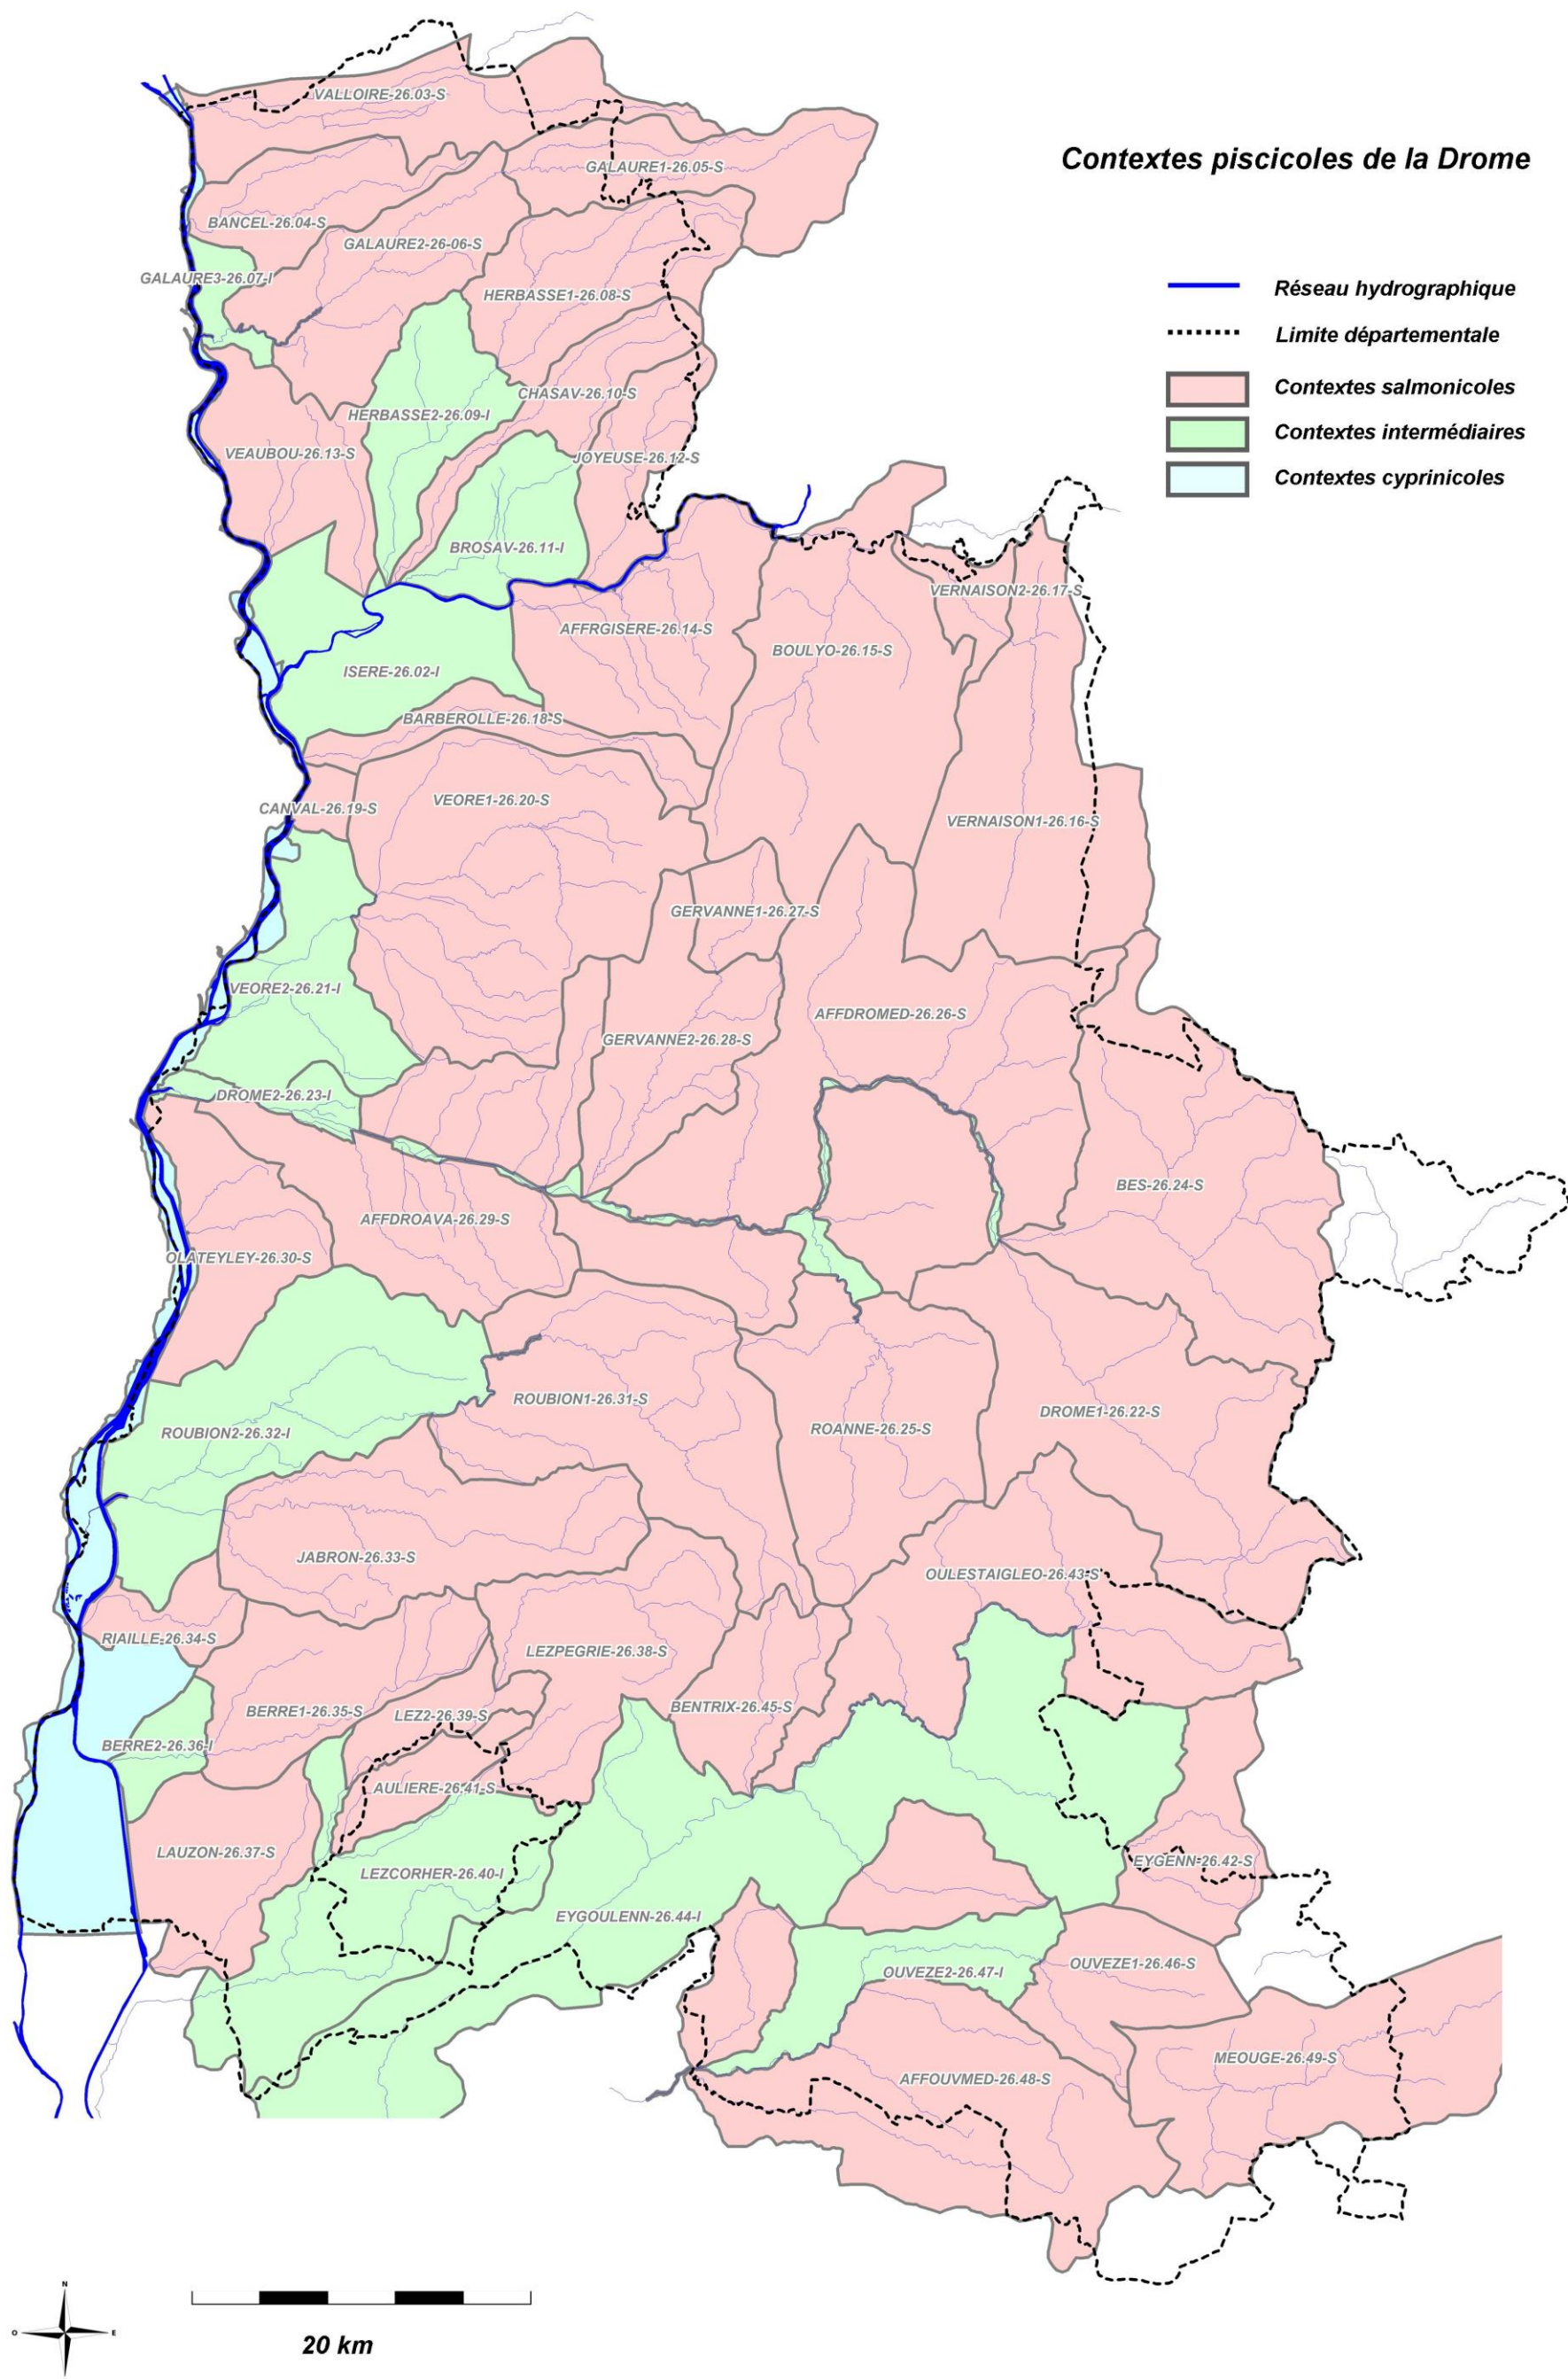 Contextes piscicoles de la Drome
Réseau hydrographique
Limite départementale
Contextes salmonicoles
Contextes intermédiaires
Contextes cyprinicoles
VALLOIRE-26.03-S
GALAURE1-26.05-S
BANCEL-26.04-S
GALAURE2-26-06-S
GALAURE3-26.07-I
HERBASSE1-26.08-S
CHASAV-26.10-S
HERBASSE2-26.09-I
VEAUBOU-26.13-S
JOYEUSE-26.12-S
BROSAV-26.11-I
VERNAISON2-26.17-S
AFFRGISERE-26.14-S
BOULYO-26.15-S
ISERE-26.02-I
BARBEROLLE-26.18-S
VEORE1-26.20-S
CANVAL-26.19-S
VERNAISON1-26.16-S
GERVANNE1-26.27-S
VEORE2-26.21-I
AFFDROMED-26.26-S
GERVANNE2-26.28-S
DROME2-26.23-I
BES-26.24-S
AFFDROAVA-26.29-S
OLATEYLEY-26.30-S
ROUBION1-26.31-S
DROME1-26.22-S
ROUBION2-26.32-I
ROANNE-26.25-S
JABRON-26.33-S
OULESTAIGLEO-26.43-S
RIAILLE-26.34-S
LEZPEGRIE-26.38-S
BERRE1-26.35-S
LEZ2-26.39-S
BENTRIX-26.45-S
BERRE2-26.36-I
AULIERE-26.41-S
LAUZON-26.37-S
EYGENN-26.42-S
LEZCORHER-26.40-I
EYGOULENN-26.44-I
OUVEZE2-26.47-I
OUVEZE1-26.46-S
MEOUGE-26.49-S
AFFOUVMED-26.48-S
N
O
E
20 km